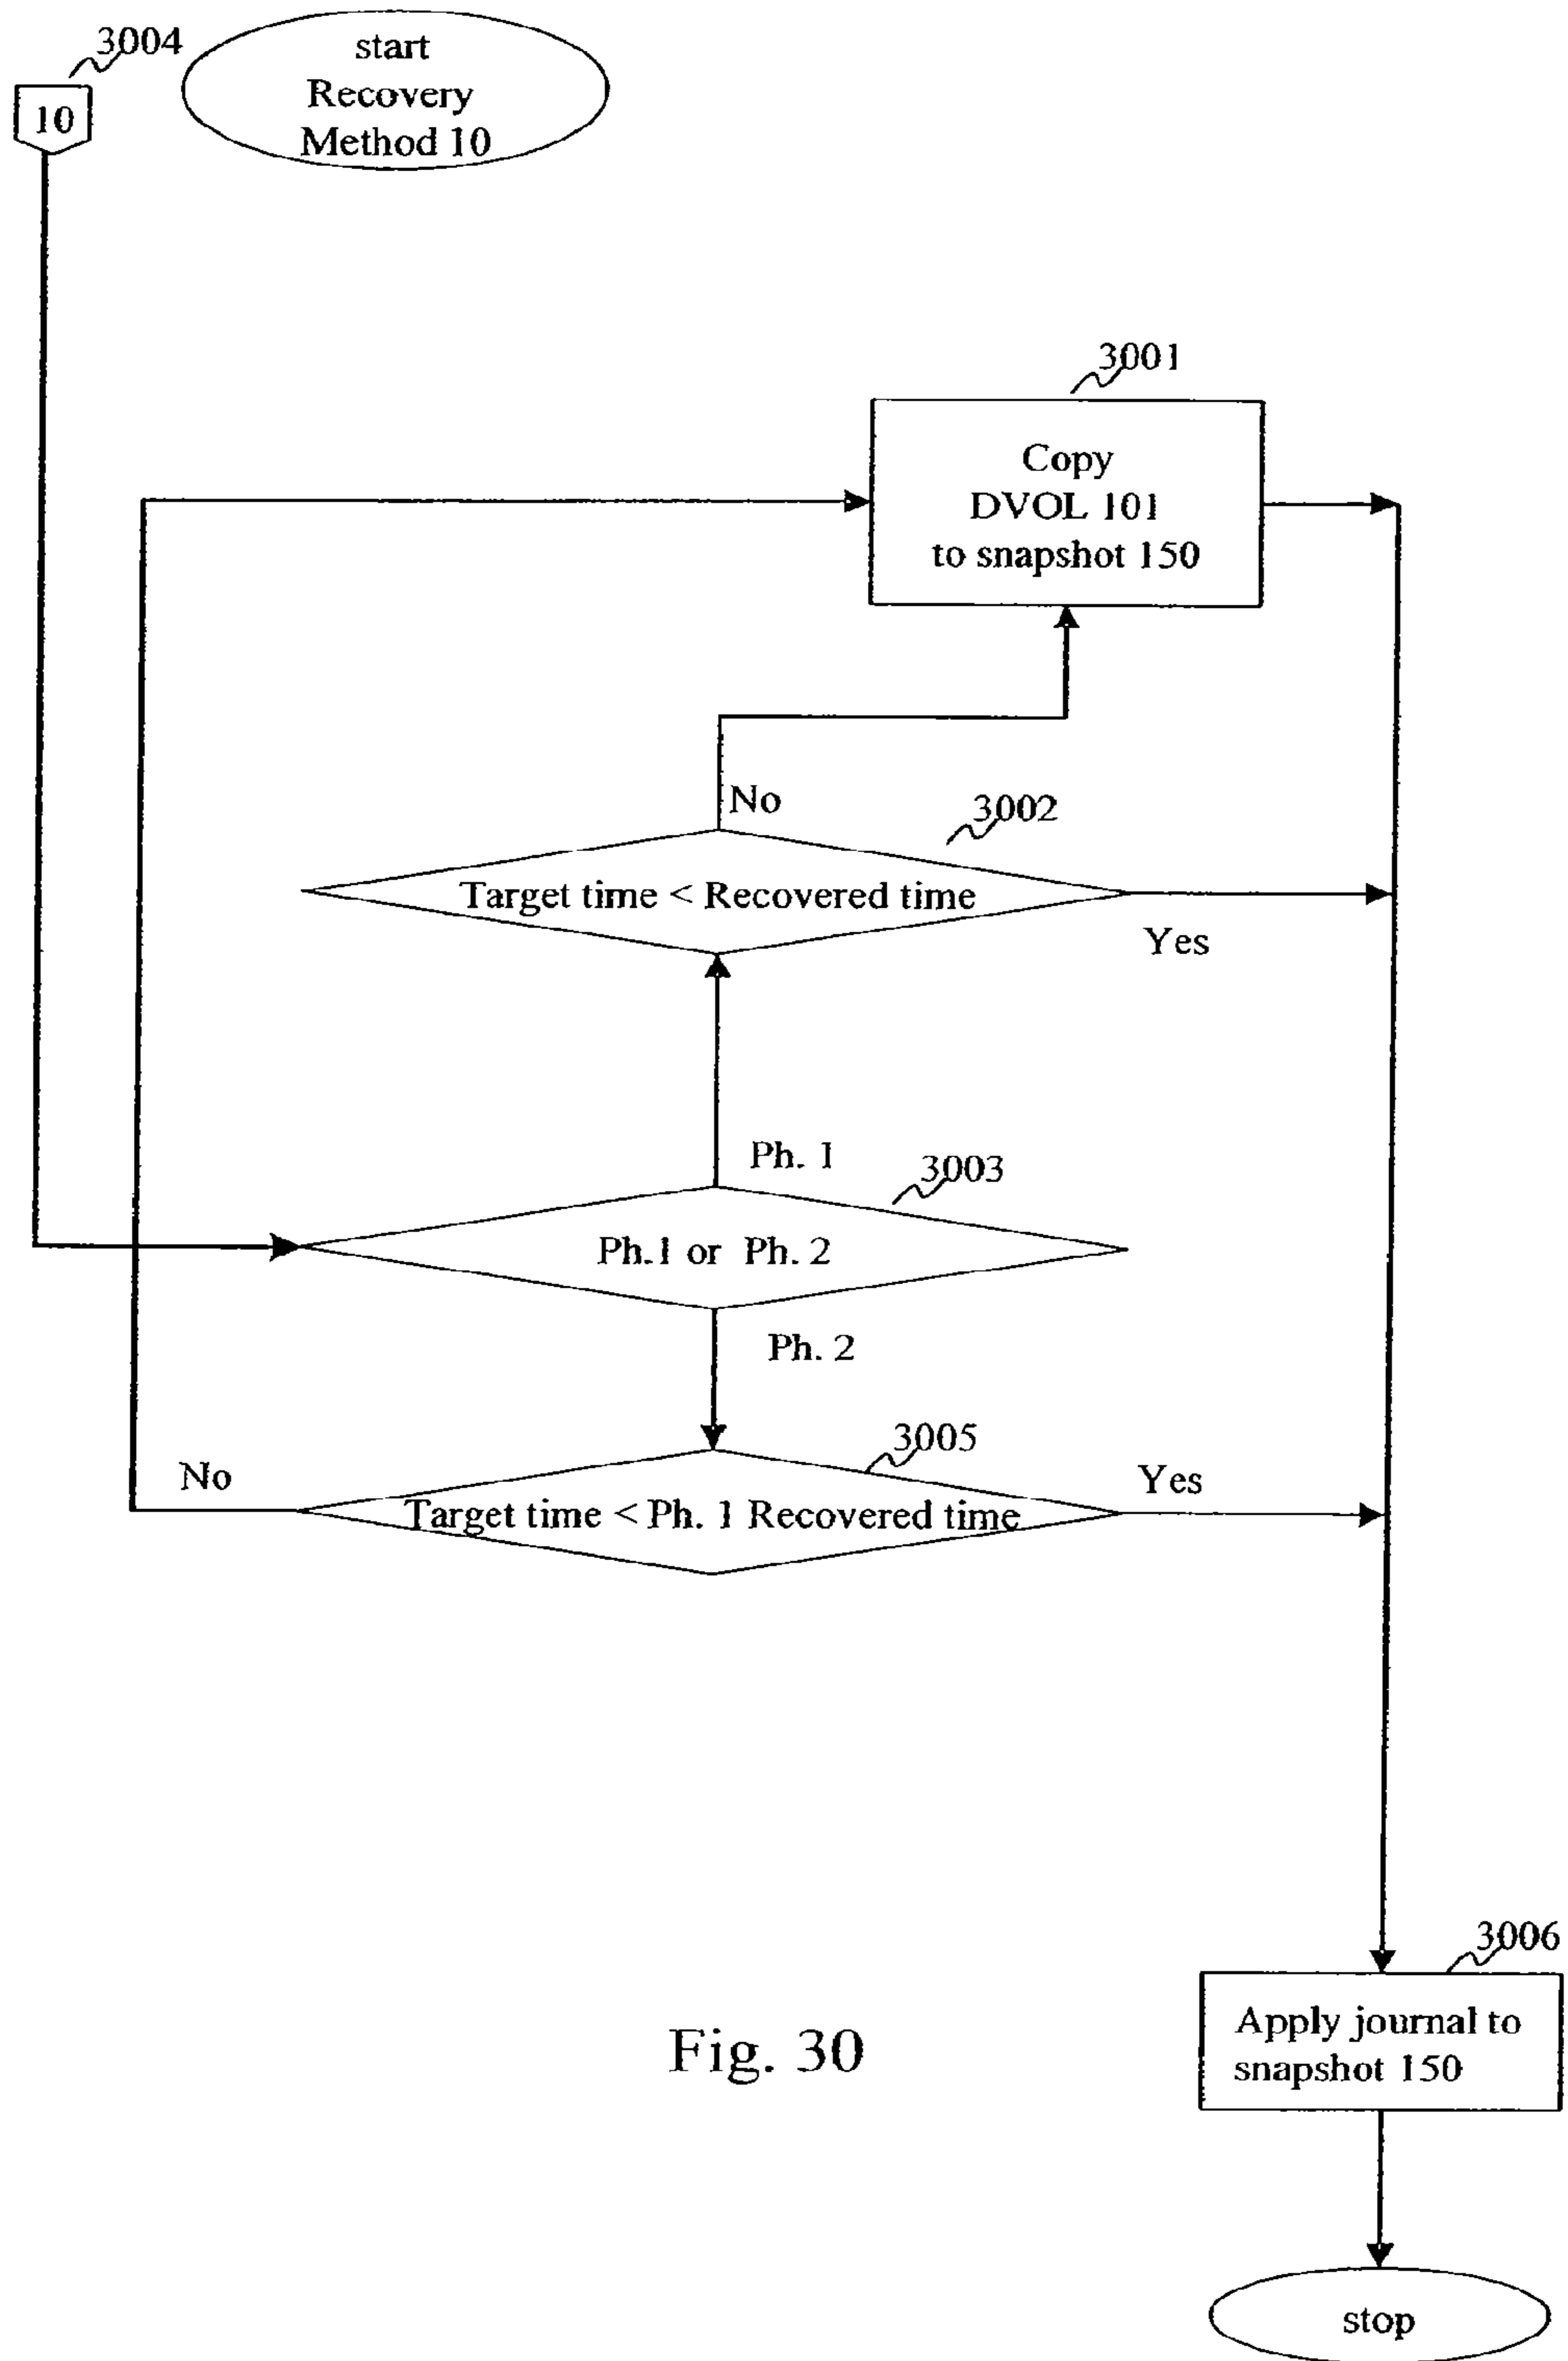 3004
10
start
Recovery
Method 10
3001
Copy
DVOL 101
to snapshot 150
No
3002
Target time < Recovered time
Yes
Ph. 1
3003
Ph.1 or Ph. 2
Ph. 2
3005
No
Yes
Target time < Ph. 1 Recovered time
3006
Apply journal to
snapshot 150
Fig. 30
stop